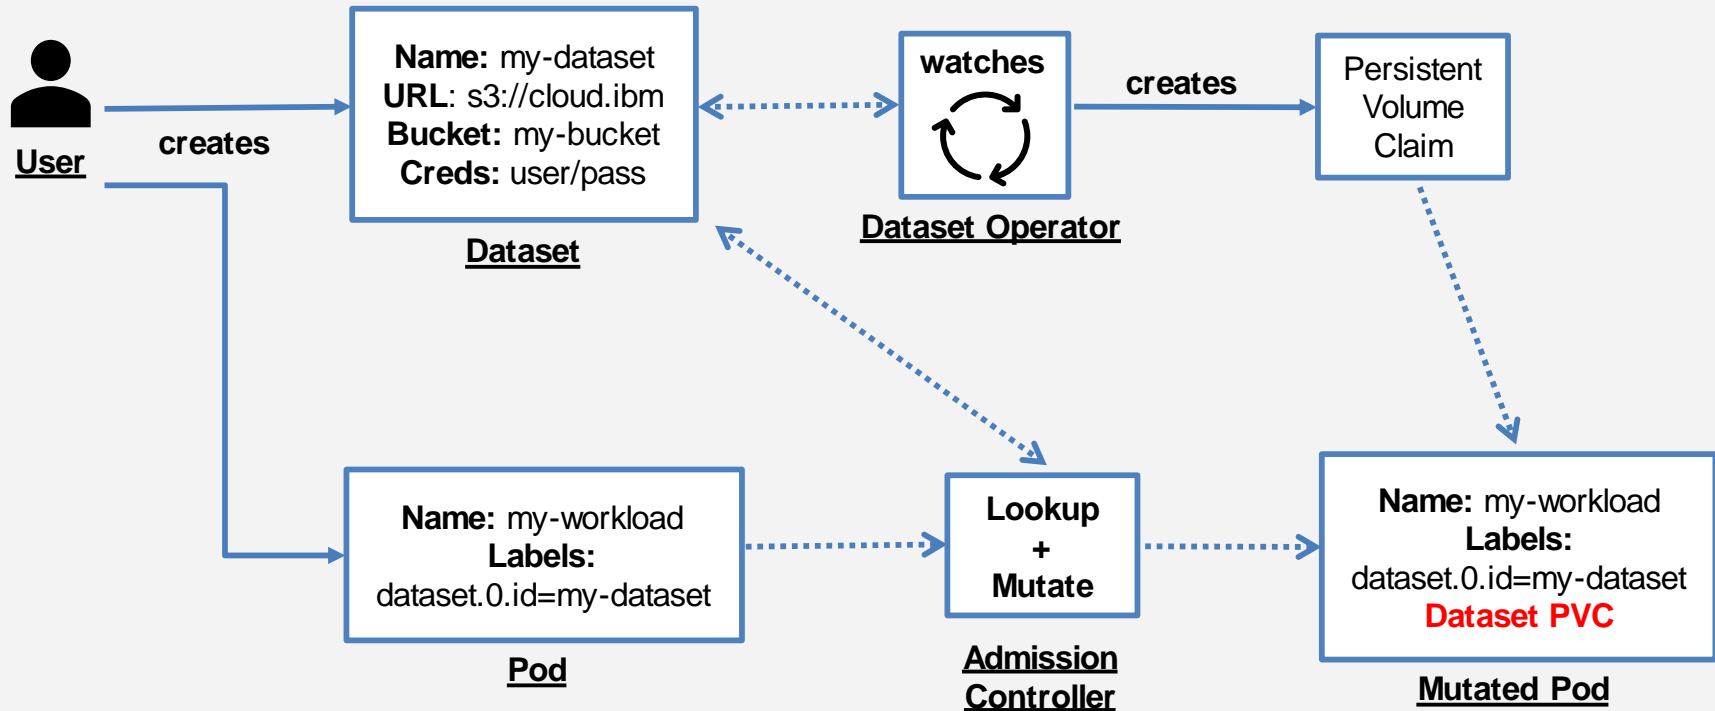 User
creates
Name: my-dataset
URL: s3://cloud.ibm
Bucket: my-bucket
Creds: user/pass
Dataset
watches
Dataset Operator
creates
Persistent
Volume
Claim
Name: my-workload
Labels:
dataset.0.id=my-dataset
Pod
Lookup
+
Mutate
Admission
Controller
Name: my-workload
Labels:
dataset.0.id=my-dataset
Dataset PVC
Mutated Pod